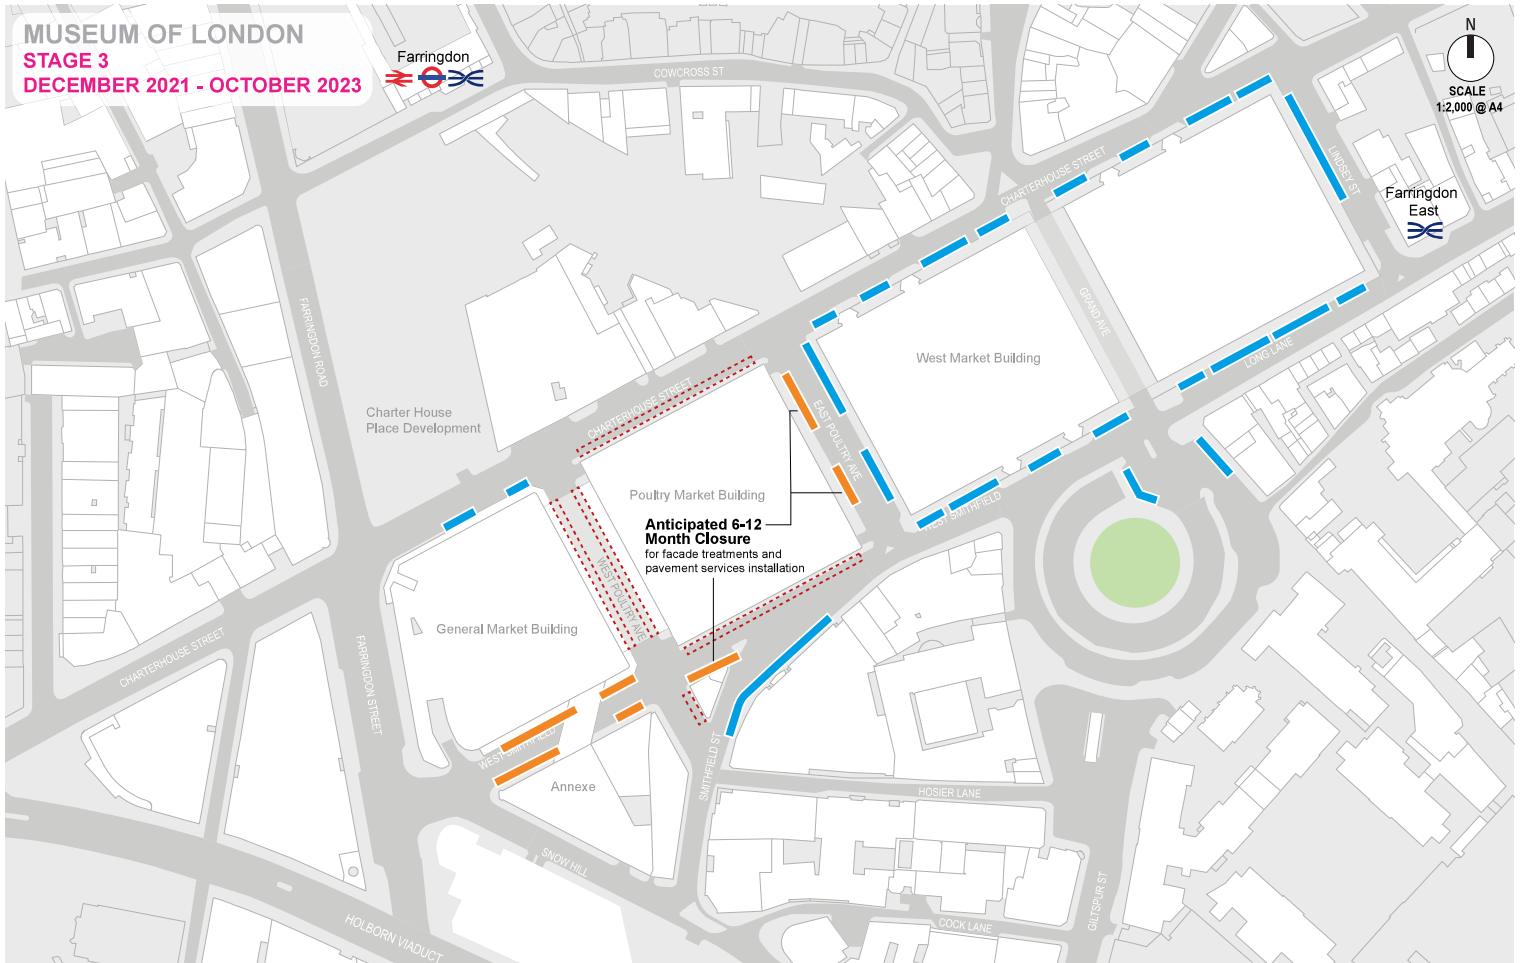 MUSEUM OF LONDON
STAGE 3
DECEMBER 2021 - OCTOBER 2023
Farringdon
COWCROSS ST
N
SCALE
1:2,000 @ A4
CHARTERHOUSE STREET
LINDSEY ST
Farringdon
East
GRAND AVE
FARRINGDON ROAD
West Market Building
LONG LANE
CHARTERHOUSE STREET
Charter House
Place Development
EAST POULTRY AVE
Poultry Market Building
WEST SMITHFIELD
Anticipated 6-12
Month Closure
for facade treatments and
pavement services installation
WEST POULTRY AVE
General Market Building
CHARTERHOUSE STREET
FARRINGDON STREET
WEST SMITHFIELD
SMITHFIELD ST
Annexe
HOSIER LANE
SNOW HILL
GILTSPUR ST
COCK LANE
HOLBORN VIADUCT